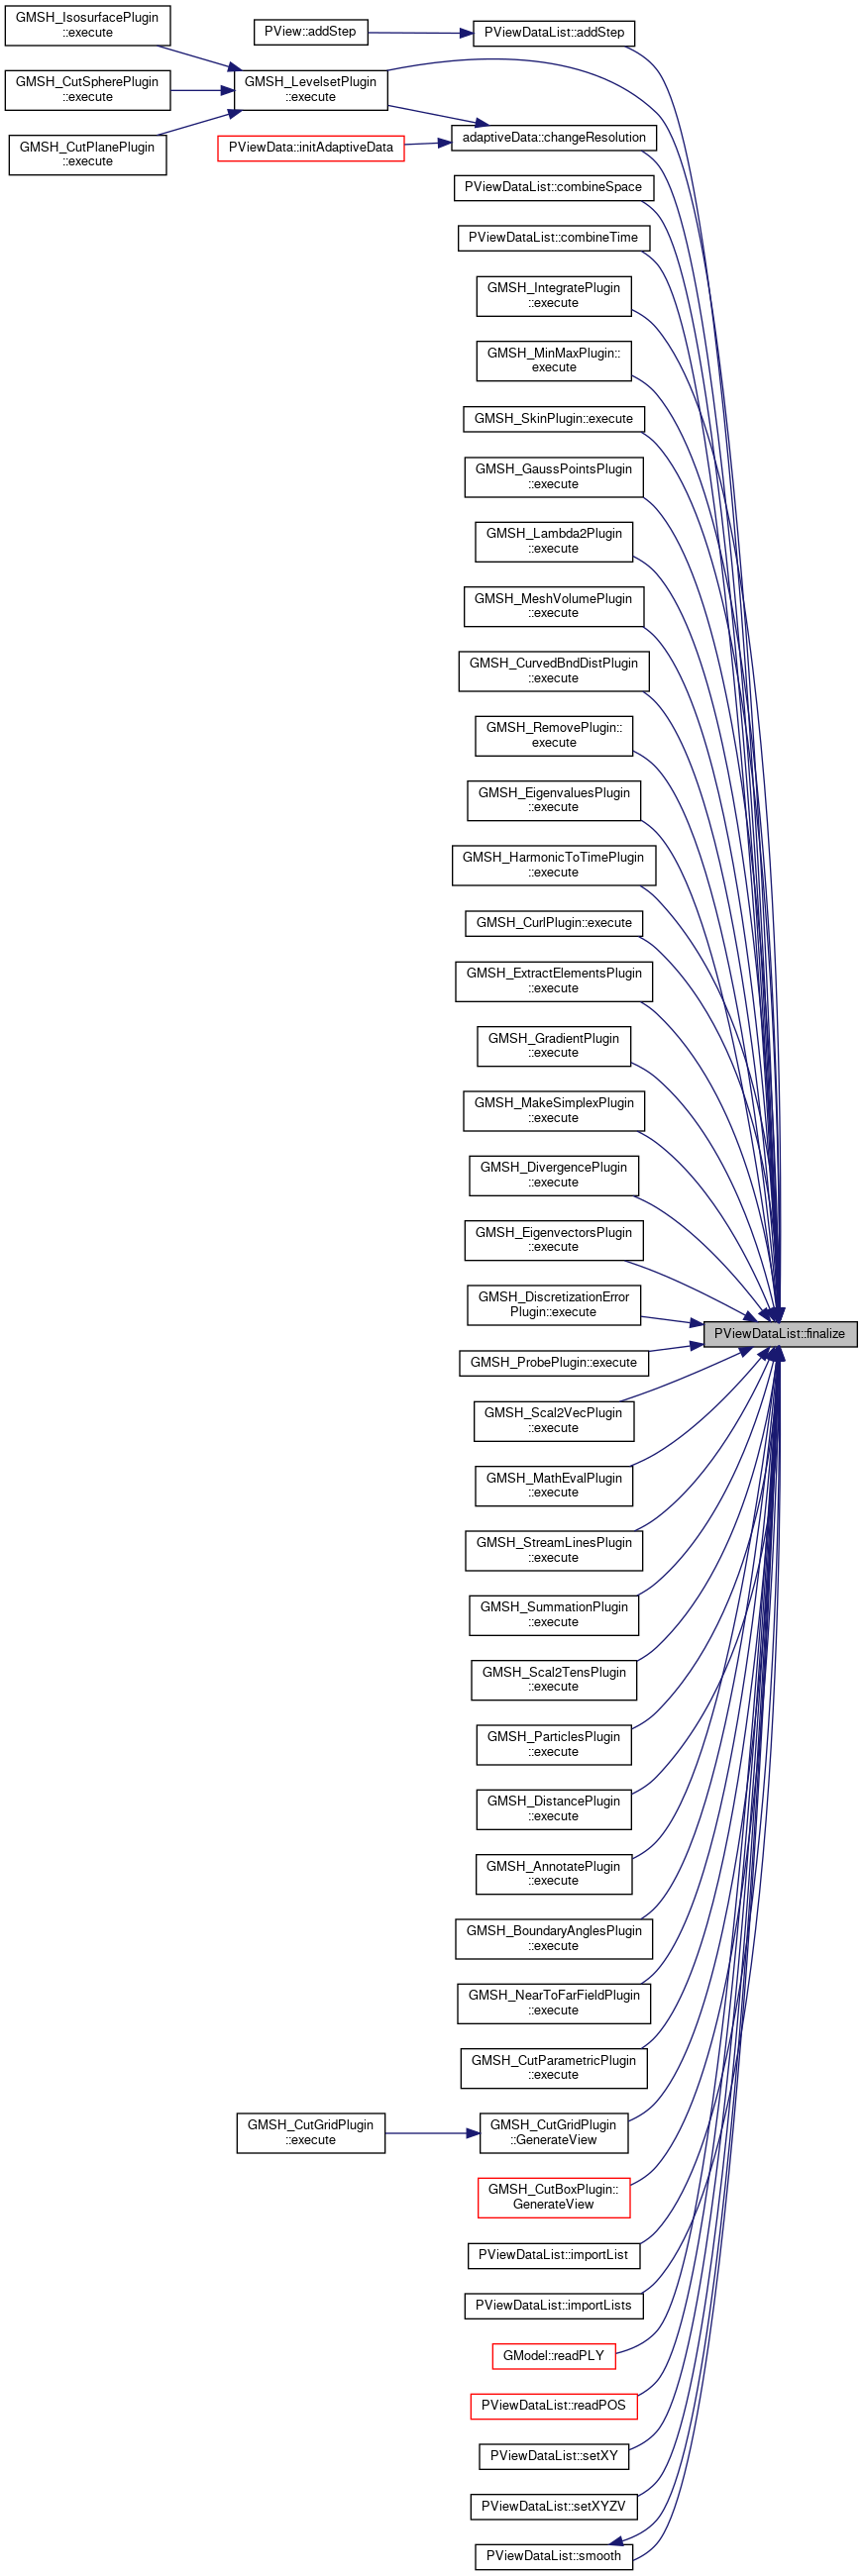 GMSH_IsosurfacePlugin
::execute
PView::addStep
PViewDataList::addStep
GMSH_CutSpherePlugin
::execute
GMSH_LevelsetPlugin
::execute
GMSH_CutPlanePlugin
::execute
PViewData::initAdaptiveData
adaptiveData::changeResolution
PViewDataList::combineSpace
PViewDataList::combineTime
GMSH_IntegratePlugin
::execute
GMSH_MinMaxPlugin::
execute
GMSH_SkinPlugin::execute
GMSH_GaussPointsPlugin
::execute
GMSH_Lambda2Plugin
::execute
GMSH_MeshVolumePlugin
::execute
GMSH_CurvedBndDistPlugin
::execute
GMSH_RemovePlugin::
execute
GMSH_EigenvaluesPlugin
::execute
GMSH_HarmonicToTimePlugin
::execute
GMSH_CurlPlugin::execute
GMSH_ExtractElementsPlugin
::execute
GMSH_GradientPlugin
::execute
GMSH_MakeSimplexPlugin
::execute
GMSH_DivergencePlugin
::execute
GMSH_EigenvectorsPlugin
::execute
GMSH_DiscretizationError
Plugin::execute
PViewDataList::finalize
GMSH_ProbePlugin::execute
GMSH_Scal2VecPlugin
::execute
GMSH_MathEvalPlugin
::execute
GMSH_StreamLinesPlugin
::execute
GMSH_SummationPlugin
::execute
GMSH_Scal2TensPlugin
::execute
GMSH_ParticlesPlugin
::execute
GMSH_DistancePlugin
::execute
GMSH_AnnotatePlugin
::execute
GMSH_BoundaryAnglesPlugin
::execute
GMSH_NearToFarFieldPlugin
::execute
GMSH_CutParametricPlugin
::execute
GMSH_CutGridPlugin
::execute
GMSH_CutGridPlugin
::GenerateView
GMSH_CutBoxPlugin::
GenerateView
PViewDataList::importList
PViewDataList::importLists
GModel::readPLY
PViewDataList::readPOS
PViewDataList::setXY
PViewDataList::setXYZV
PViewDataList::smooth